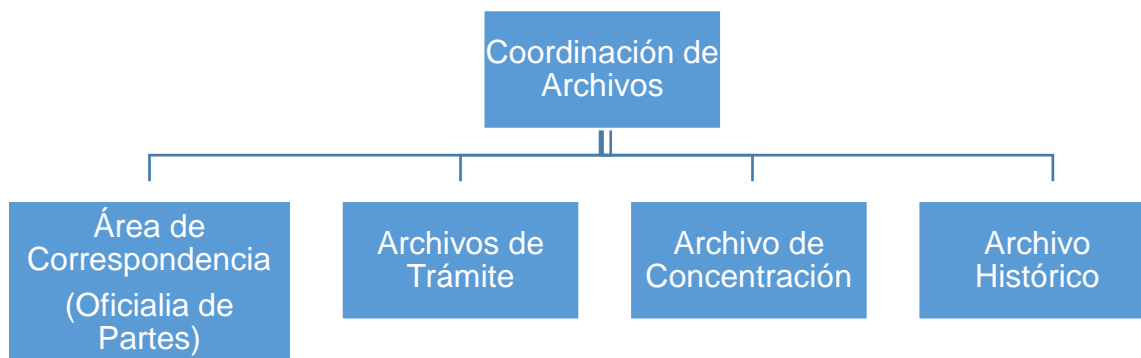 Coordinación de
Archivos
Área de
Correspondencia
(Oficialia de
Partes)
Archivos de
Trámite
Archivo de
Concentración
Archivo
Histórico